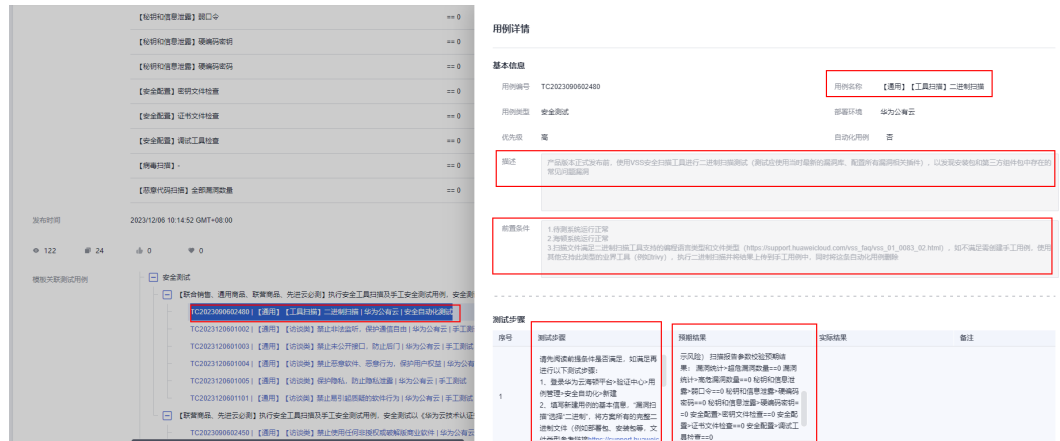 【秘钥和信息泄露】弱口令 == 0
【秘钥和信息泄露】硬编码密钥 == 0
【秘钥和信息泄露】硬编码密码 == 0
【安全配置】密钥文件检查 == 0
【安全配置】证书文件检查 == 0
【安全配置】调试工具检查 == 0
【病毒扫描】- == 0
【恶意代码扫描】全部漏洞数量 == 0
发布时间 2023/12/06 10:14:52 GMT+08:00
122 24 0 0
模板关联测试用例
安全测试
【联合销售、通用商品、联营商品、先进云必测】执行安全工具扫描及手工安全测试用例、安全测
TC2023090602480 | 【通用】【工具扫描】二进制扫描 | 华为公有云 | 安全自动化测试
TC2023120601002 | 【通用】【访谈类】禁止非法监听，保护通信自由 | 华为公有云 | 手工测
TC2023120601003 | 【通用】【访谈类】禁止未公开接口，防止后门 | 华为公有云 | 手工测试
TC2023120601004 | 【通用】【访谈类】禁止恶意软件、恶意行为，保护用户权益 | 华为公有
TC2023120601005 | 【通用】【访谈类】保护隐私，防止隐私泄露 | 华为公有云 | 手工测试
TC2023120601101 | 【通用】【访谈类】禁止易引起恶题的软件行为 | 华为公有云 | 手工测试
【联营商品、先进云必测】执行安全工具扫描及手工安全测试用例、安全测试以《华为云技术认证
TC2023090602450 | 【通用】【访谈类】禁止使用任何非授权或破解版商业软件 | 华为公有云
用例详情
基本信息
用例编号 TC2023090602480 用例名称 【通用】【工具扫描】二进制扫描
用例类型 安全测试 部署环境 华为公有云
优先级 高 自动化用例 否
描述 产品版本正式发布前，使用VSS安全扫描工具进行二进制扫描测试（测试应使用当时最新的漏洞库、配置所有漏洞相关插件），以发现安装包和第三方组件包中存在的
常见问题漏洞
前置条件 1.待测系统运行正常
2.海顿系统运行正常
3.扫描文件满足二进制扫描工具支持的编程语言类型和文件类型（https://support.huaweicloud.com/vss_faq/vss_01_0083_02.html），如不满足需创建手工用例，使用
其他支持此类型的业界工具（例如trivy），执行二进制扫描并将结果上传到手工用例中，同时将这条自动化用例删除
测试步骤
序号 测试步骤 预期结果 实际结果 备注
1
请先阅读前提条件是否满足，如满足再
进行以下测试步骤：
1、登录华为云海顿平台>验证中心>用
例管理>安全自动化>新建
2、填写新建用例的基本信息，“漏洞扫
描”选择“二进制”，将方案所有的完整二
进制文件（例如部署包、安装包等，文
示风险） 扫描报告参数校验预期结
果： 漏洞统计>超危漏洞数量==0 漏洞
统计>高危漏洞数量==0 秘钥和信息泄
露>弱口令==0 秘钥和信息泄露>硬编码
密码==0 秘钥和信息泄露>硬编码密钥=
=0 安全配置>密钥文件检查==0 安全配
置>证书文件检查==0 安全配置>调试工
具检查==0